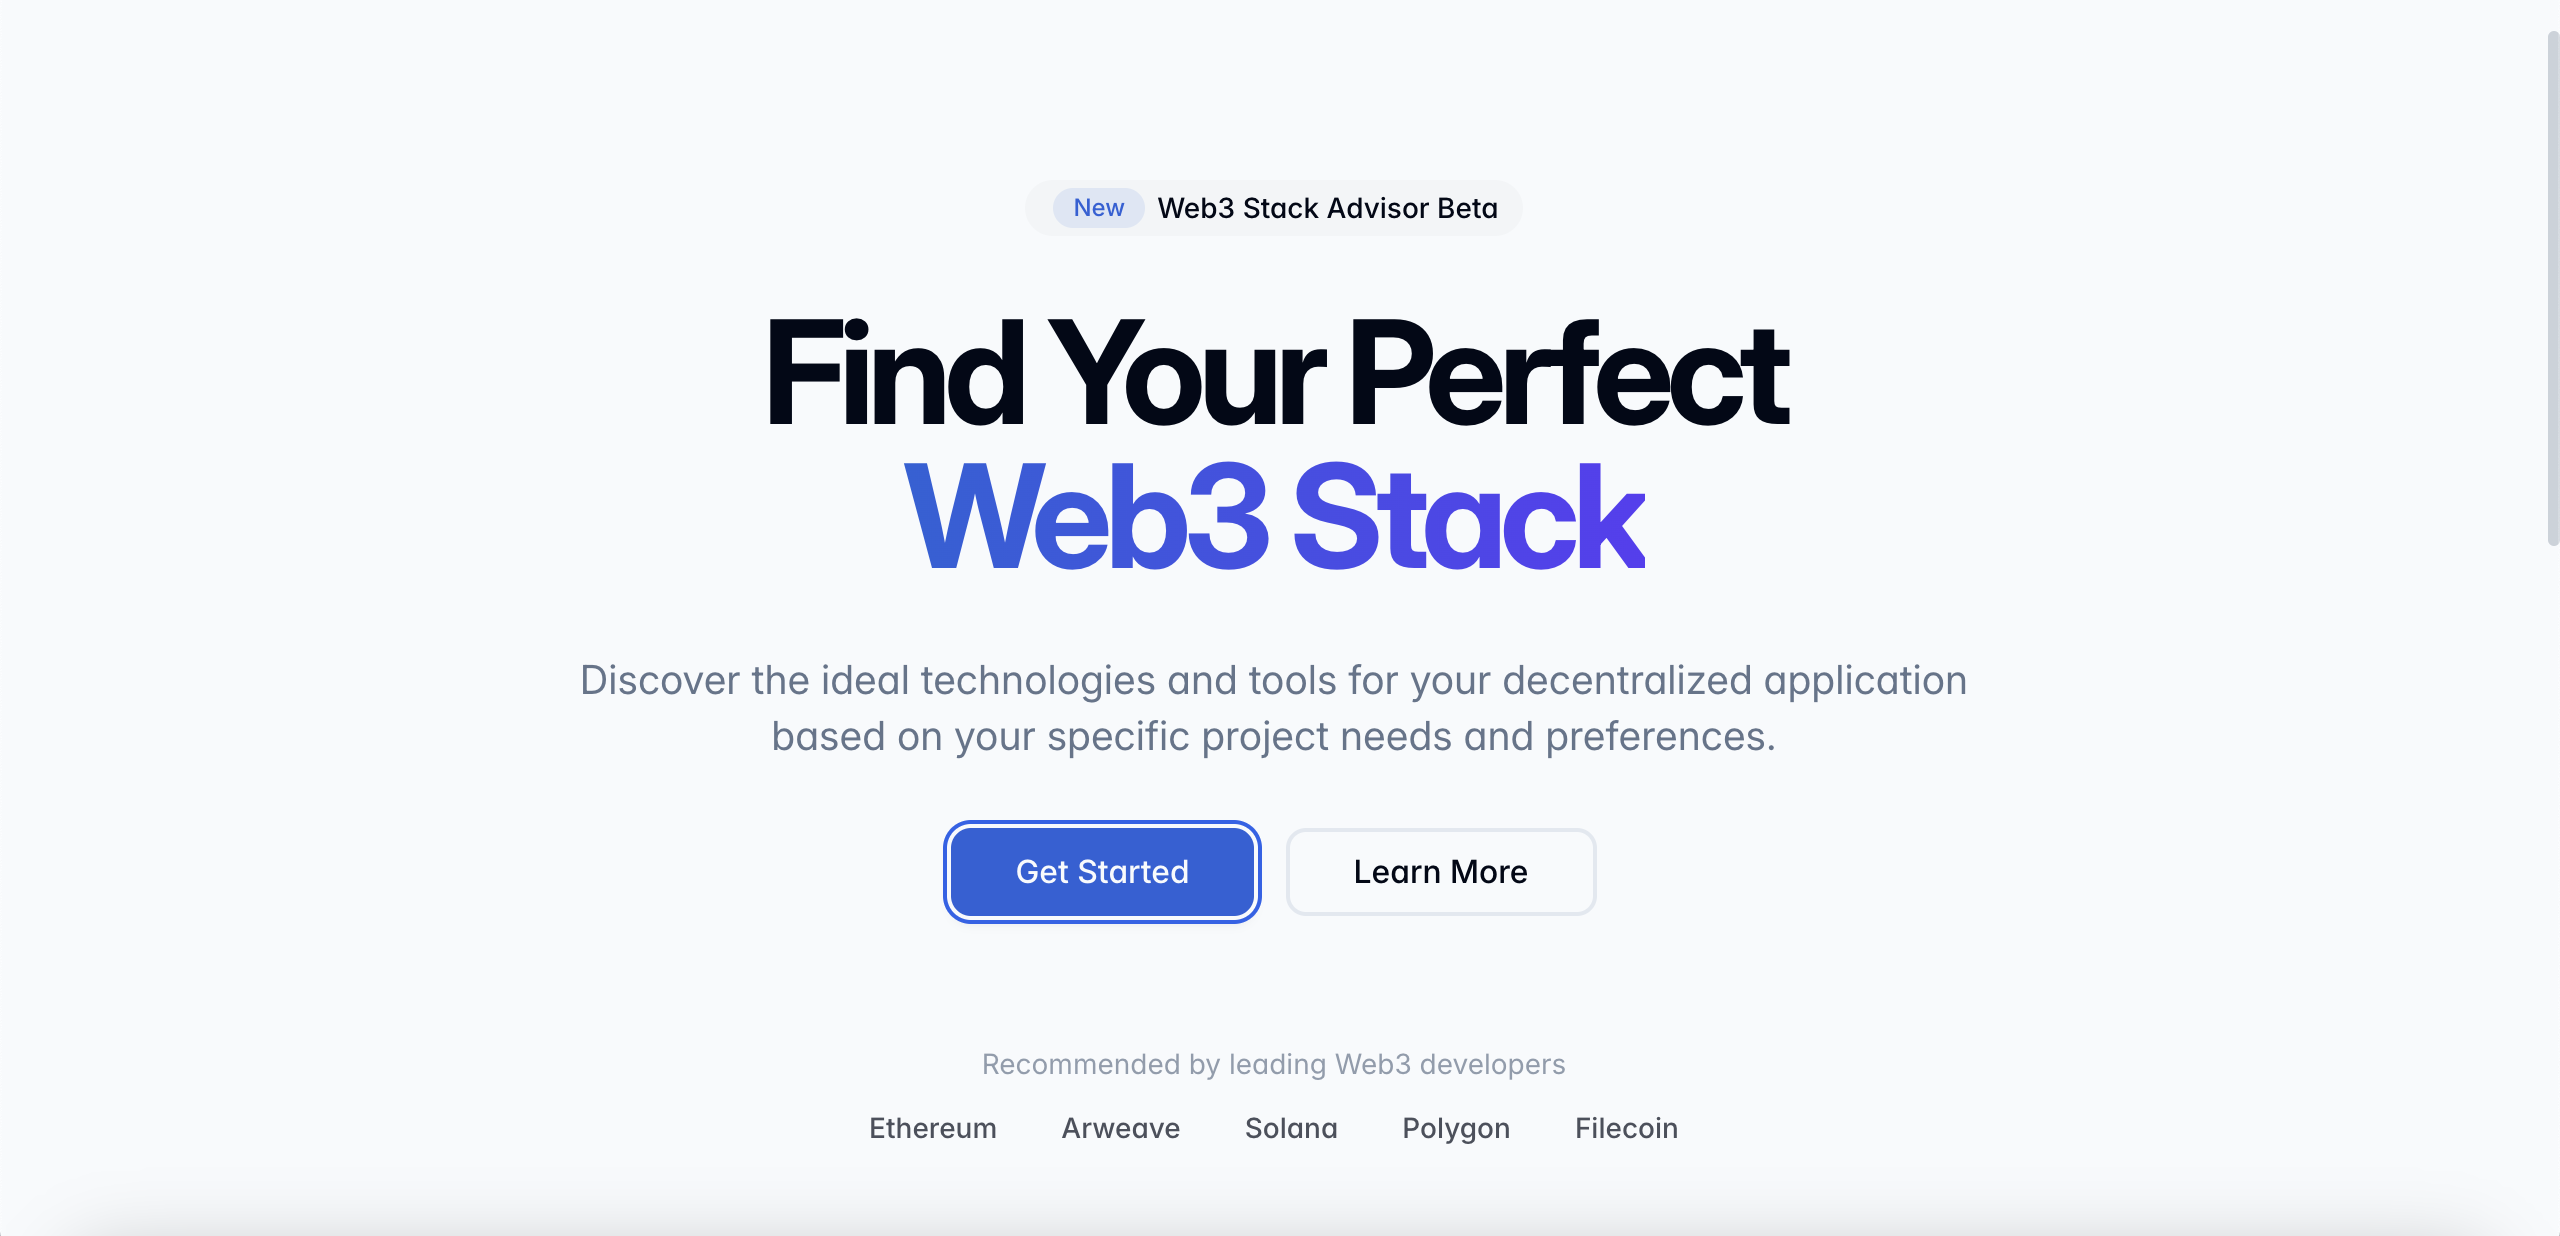 New Web3 Stack Advisor Beta
Find Your Perfect
Web3 Stack
Discover the ideal technologies and tools for your decentralized application
based on your specific project needs and preferences.
Get Started Learn More
Recommended by leading Web3 developers
Ethereum Arweave Solana Polygon Filecoin